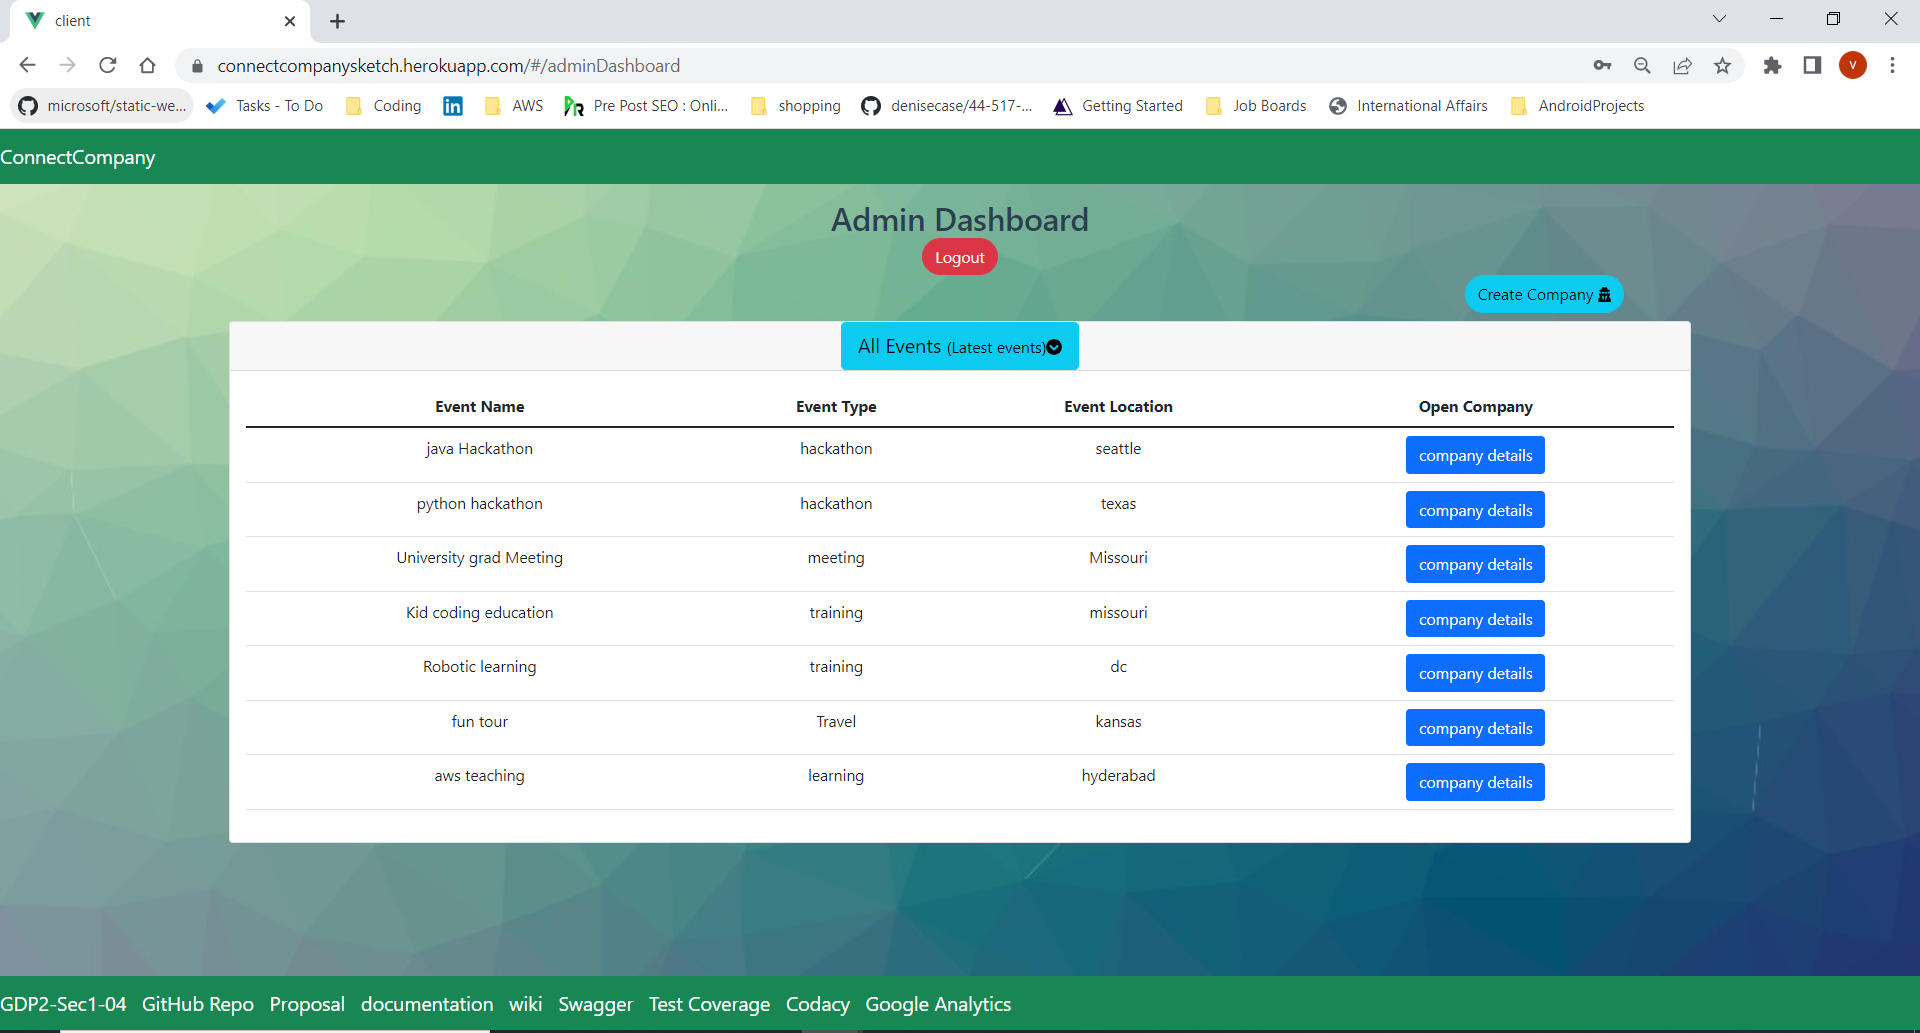 client
connectcompanysketch.herokuapp.com/#/adminDashboard
V
microsoft/static-we... Tasks - To Do Coding in AWS Pre Post SEO : Onli... shopping denisecase/44-517-... Getting Started Job Boards International Affairs AndroidProjects
ConnectCompany
Admin Dashboard
Logout
Create Company
All Events (Latest events)
Event Name Event Type Event Location Open Company
java Hackathon hackathon seattle company details
python hackathon hackathon texas company details
University grad Meeting meeting Missouri company details
Kid coding education training missouri company details
Robotic learning training dc company details
fun tour Travel kansas company details
aws teaching learning hyderabad company details
GDP2-Sec1-04 GitHub Repo Proposal documentation wiki Swagger Test Coverage Codacy Google Analytics